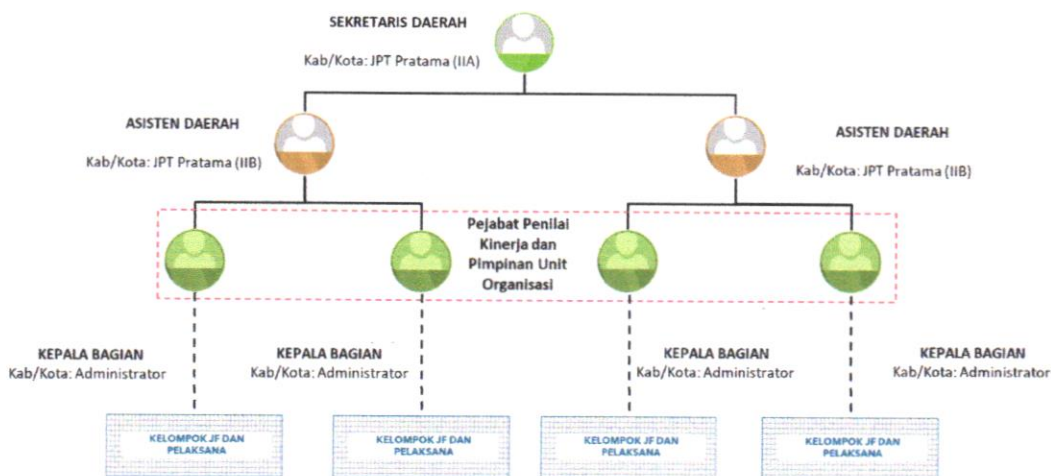 SEKRETARIS DAERAH
Kab/Kota: JPT Pratama (IIA)
ASISTEN DAERAH
Kab/Kota: JPT Pratama (IIB)
ASISTEN DAERAH
Kab/Kota: JPT Pratama (IIB)
Pejabat Penilai
Kinerja dan
Pimpinan Unit
Organisasi
KEPALA BAGIAN
Kab/Kota: Administrator
KEPALA BAGIAN
Kab/Kota: Administrator
KEPALA BAGIAN
Kab/Kota: Administrator
KEPALA BAGIAN
Kab/Kota: Administrator
KELOMPOK JF DAN
PELAKSANA
KELOMPOK JF DAN
PELAKSANA
KELOMPOK JF DAN
PELAKSANA
KELOMPOK JF DAN
PELAKSANA